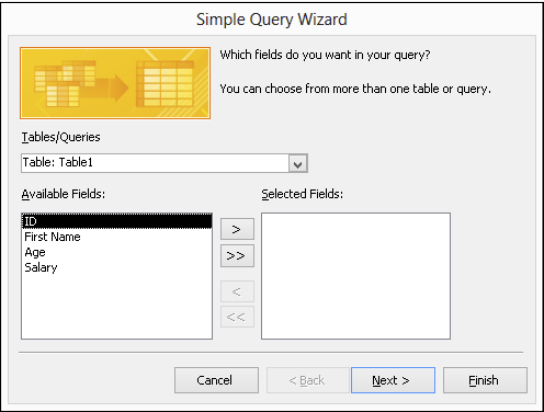 Simple Query Wizard
Which fields do you want in your query?
You can choose from more than one table or query.
Tables/Queries
Table: Table1
Available Fields:
Selected Fields:
ID
First Name
Age
Salary
>
>>
<
<<
Cancel
< Back
Next >
Finish